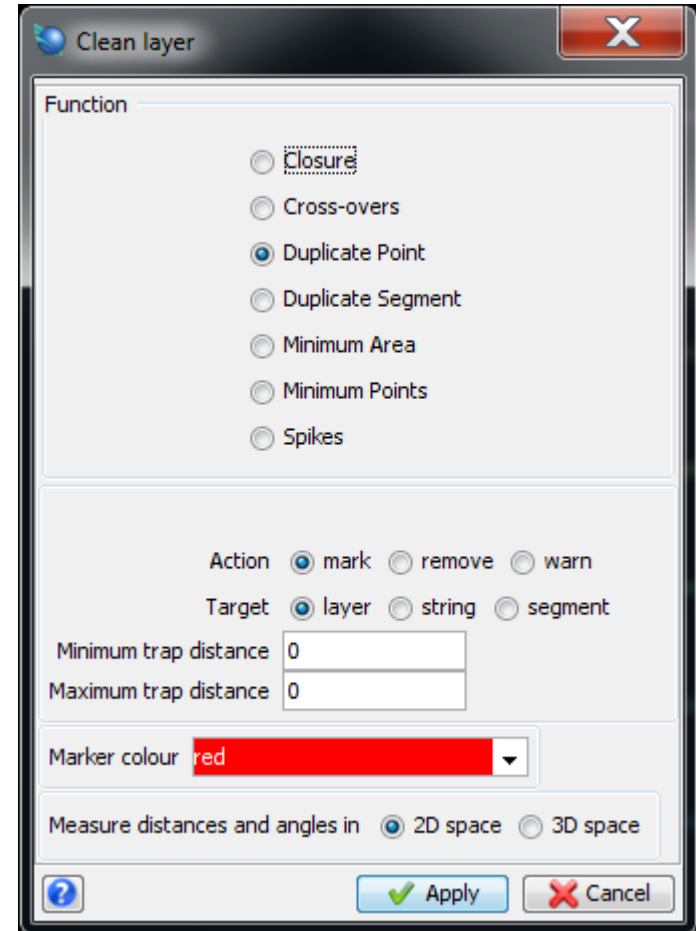 Clean layer
Function
Closure
Cross-overs
Duplicate Point
Duplicate Segment
Minimum Area
Minimum Points
Spikes
Action mark remove warn
Target layer string segment
Minimum trap distance 0
Maximum trap distance 0
Marker colour red
Measure distances and angles in 2D space 3D space
? Apply Cancel